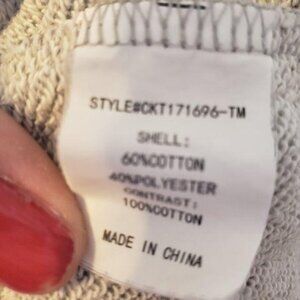 STYLE#CKT171696-TM
SHELL:
60%COTTON
40%POLYESTER
CONTRAST:
100%COTTON
MADE IN CHINA